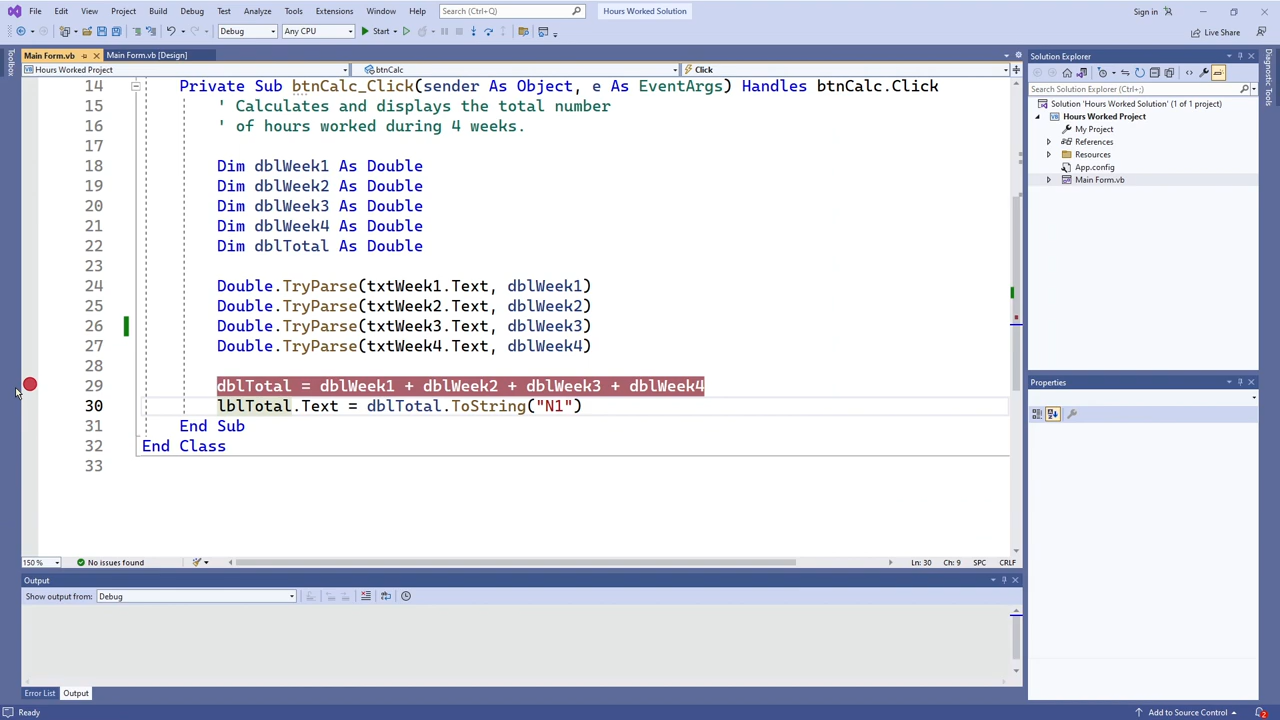 File Edit View Project Build Debug Test Analyze Tools Extensions Window Help Search (Ctrl+Q) Hours Worked Solution Sign in
Debug Any CPU Start Live Share
Main Form.vb Main Form.vb [Design]
Hours Worked Project btnCalc Click
Toolbox
14 Private Sub btnCalc_Click(sender As Object, e As EventArgs) Handles btnCalc.Click
15 ' Calculates and displays the total number
16 ' of hours worked during 4 weeks.
17
18 Dim dblWeek1 As Double
19 Dim dblWeek2 As Double
20 Dim dblWeek3 As Double
21 Dim dblWeek4 As Double
22 Dim dblTotal As Double
23
24 Double.TryParse(txtWeek1.Text, dblWeek1)
25 Double.TryParse(txtWeek2.Text, dblWeek2)
26 Double.TryParse(txtWeek3.Text, dblWeek3)
27 Double.TryParse(txtWeek4.Text, dblWeek4)
28
29 dblTotal = dblWeek1 + dblWeek2 + dblWeek3 + dblWeek4
30 lblTotal.Text = dblTotal.ToString("N1")
31 End Sub
32 End Class
33
150 % No issues found Ln: 30 Ch: 9 SPC CRLF
Output
Show output from: Debug
Error List Output
Solution Explorer
Search Solution Explorer (Ctrl+;)
Solution 'Hours Worked Solution' (1 of 1 project)
Hours Worked Project
My Project
References
Resources
App.config
Main Form.vb
Properties
Diagnostic Tools
Ready Add to Source Control 2